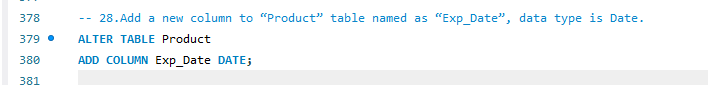 378 -- 28.Add a new column to “Product” table named as “Exp_Date”, data type is Date.
379 ALTER TABLE Product
380 ADD COLUMN Exp_Date DATE;
381